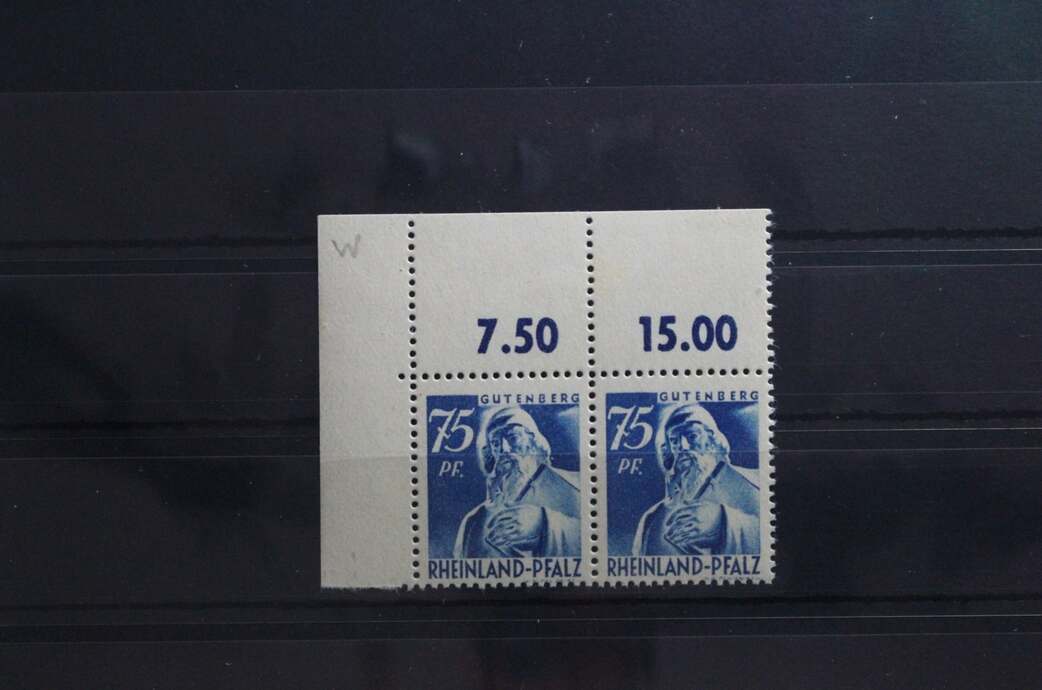 W
7.50 15.00
GUTENBERG GUTENBERG
75 75
PF. PF.
RHEINLAND-PFALZ RHEINLAND-PFALZ